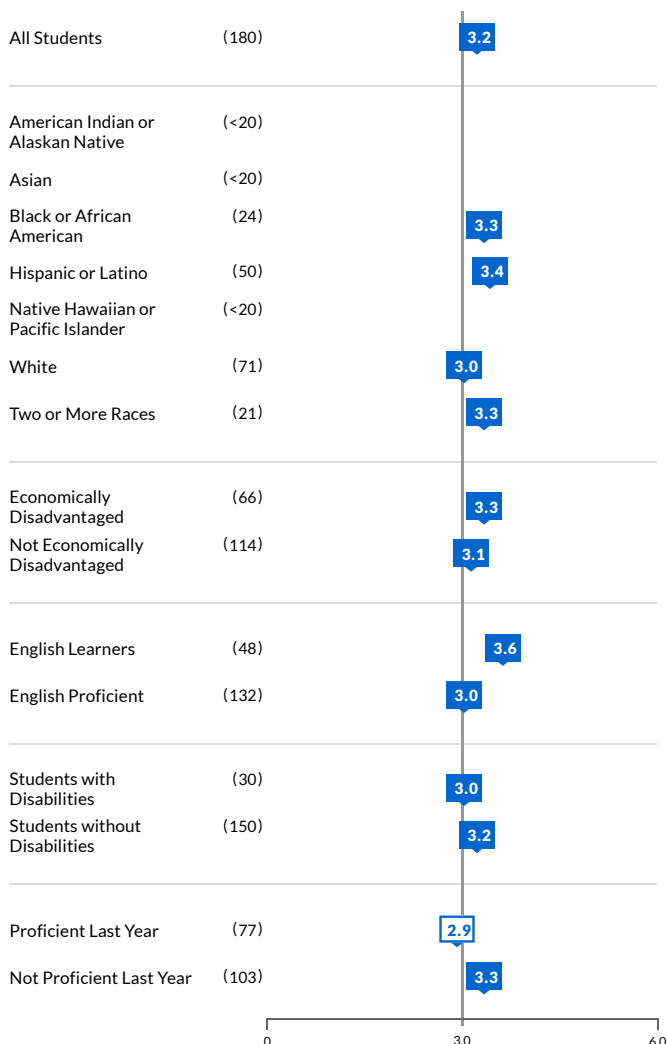 All Students (180) 3.2
American Indian or (<20)
Alaskan Native
Asian (<20)
Black or African (24) 3.3
American
Hispanic or Latino (50) 3.4
Native Hawaiian or (<20)
Pacific Islander
White (71) 3.0
Two or More Races (21) 3.3
Economically (66) 3.3
Disadvantaged
Not Economically (114) 3.1
Disadvantaged
English Learners (48) 3.6
English Proficient (132) 3.0
Students with (30) 3.0
Disabilities
Students without (150) 3.2
Disabilities
Proficient Last Year (77) 2.9
Not Proficient Last Year (103) 3.3
0 3.0 6.0